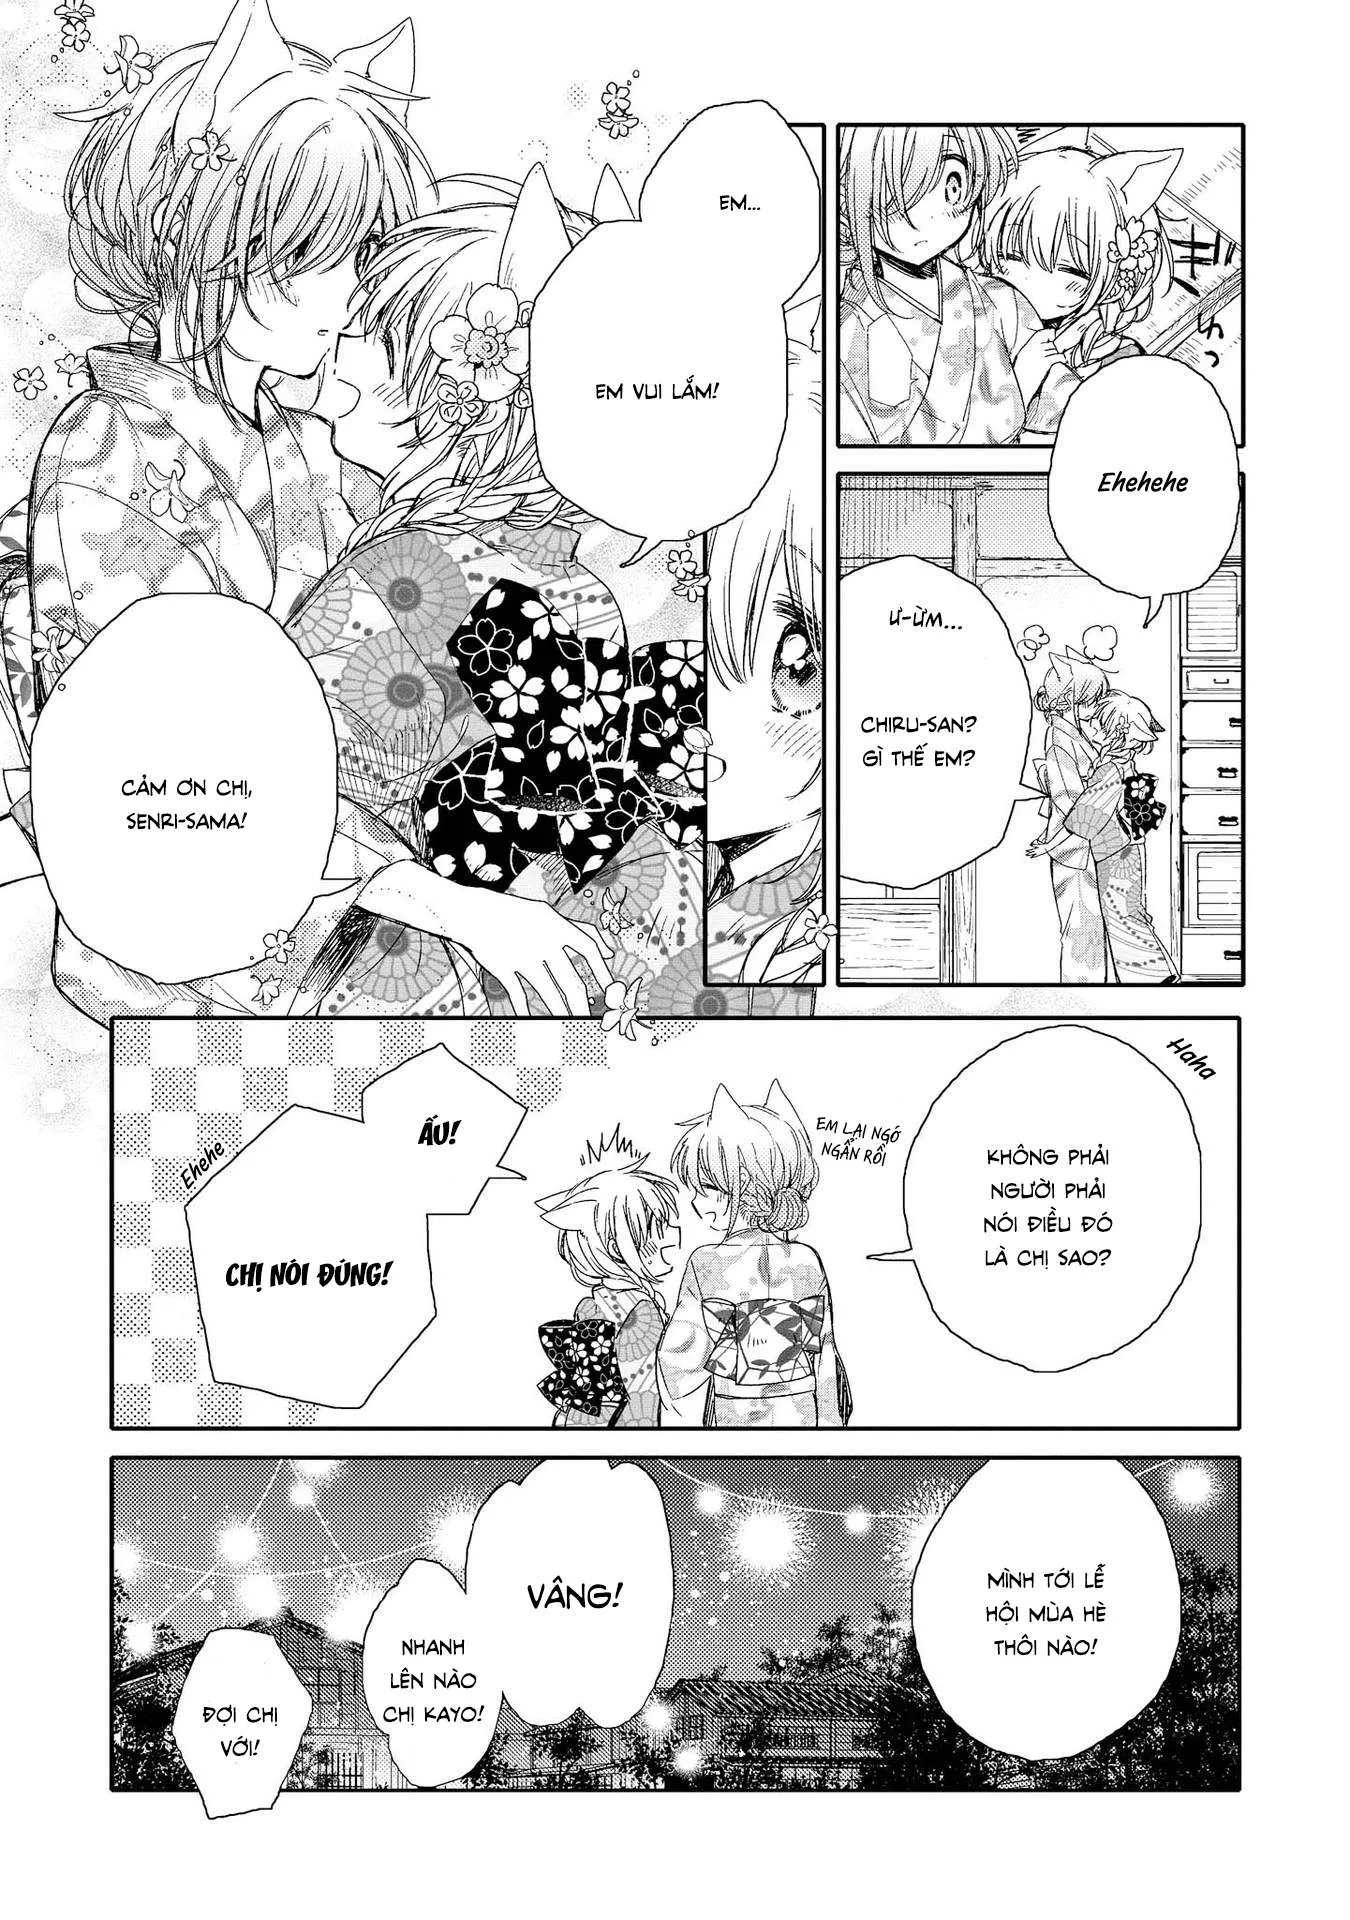 Ehehehe
Ư-ỪM...
CHIRU-SAN?
GÌ THẾ EM?
EM...
EM VUI LẮM!
CẢM ƠN CHỊ,
SENRI-SAMA!
Haha
KHÔNG PHẢI
NGƯỜI PHẢI
NÓI ĐIỀU ĐÓ
LÀ CHỊ SAO?
EM LẠI NGỚ
NGẨN RỒI
ẤU!
CHỊ NÓI ĐÚNG!
Ehehe
MÌNH TỚI LỄ
HỘI MÙA HÈ
THÔI NÀO!
VÂNG!
NHANH
LÊN NÀO
CHỊ KAYO!
ĐỢI CHỊ
VỚI!